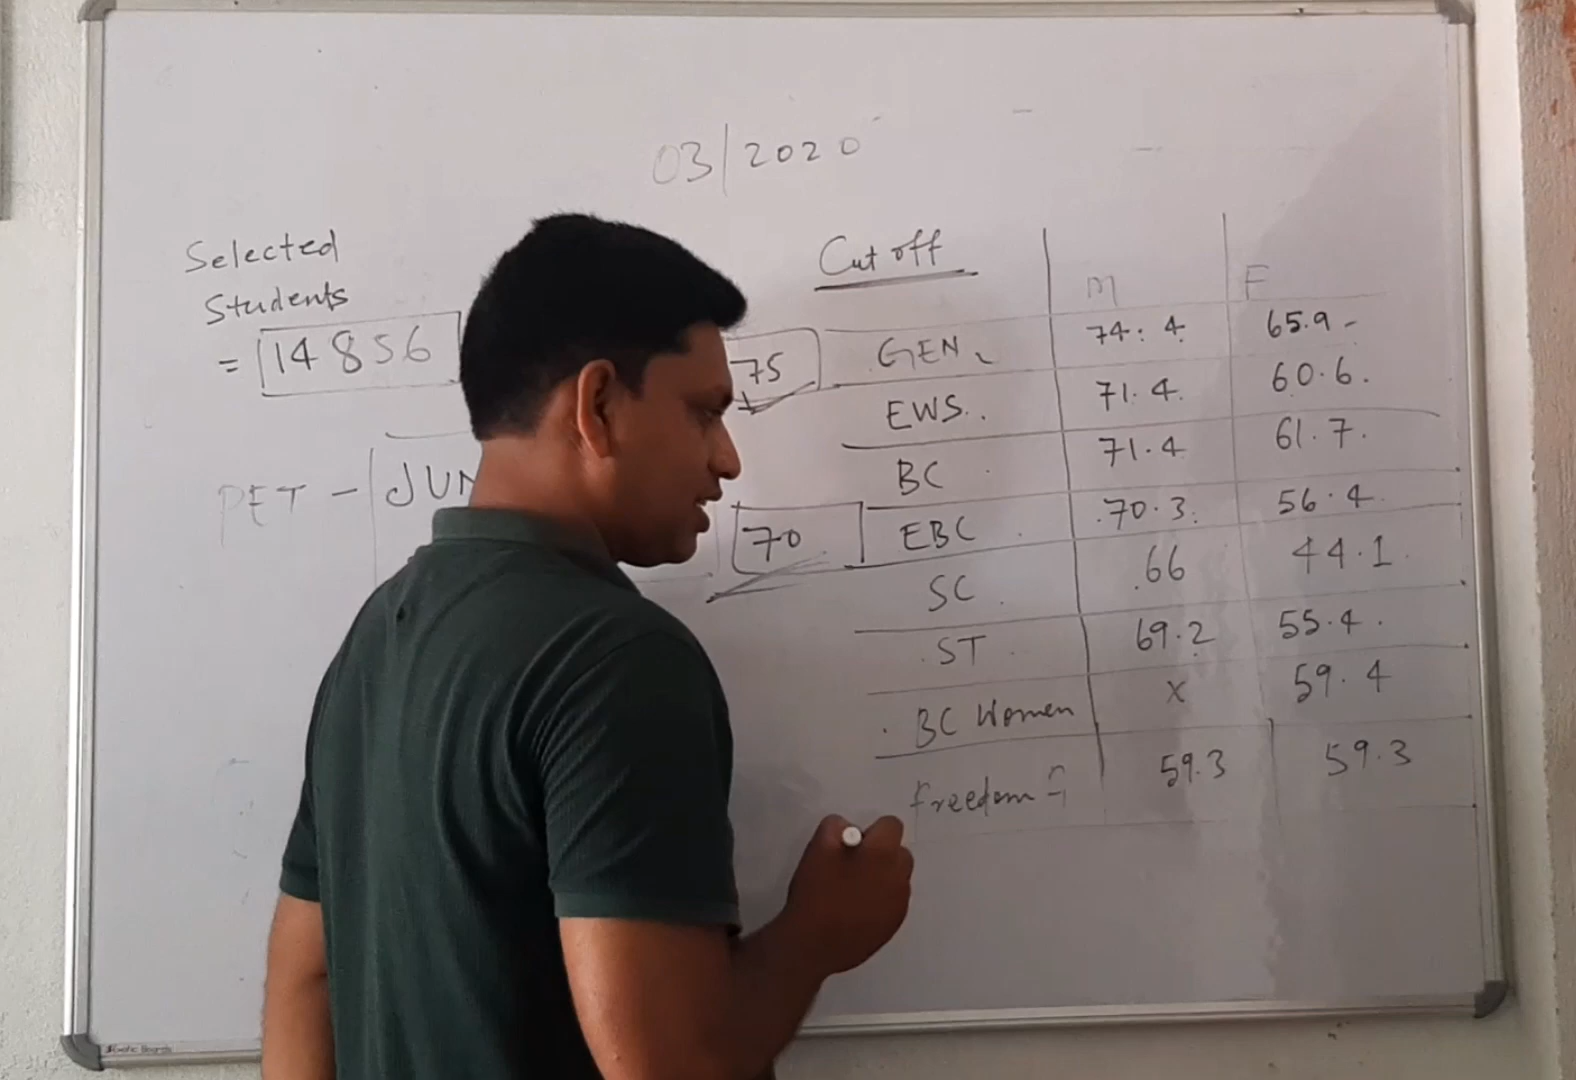 03/2020
Selected
Students
= 14856
PET - JUN
75
70
Cut off M F
GEN 74.4 65.9
EWS 71.4 60.6
BC 71.4 61.7
EBC 70.3 56.4
SC 66 44.1
ST 69.2 55.4
BC Women x 59.4
Freedom 59.3 59.3